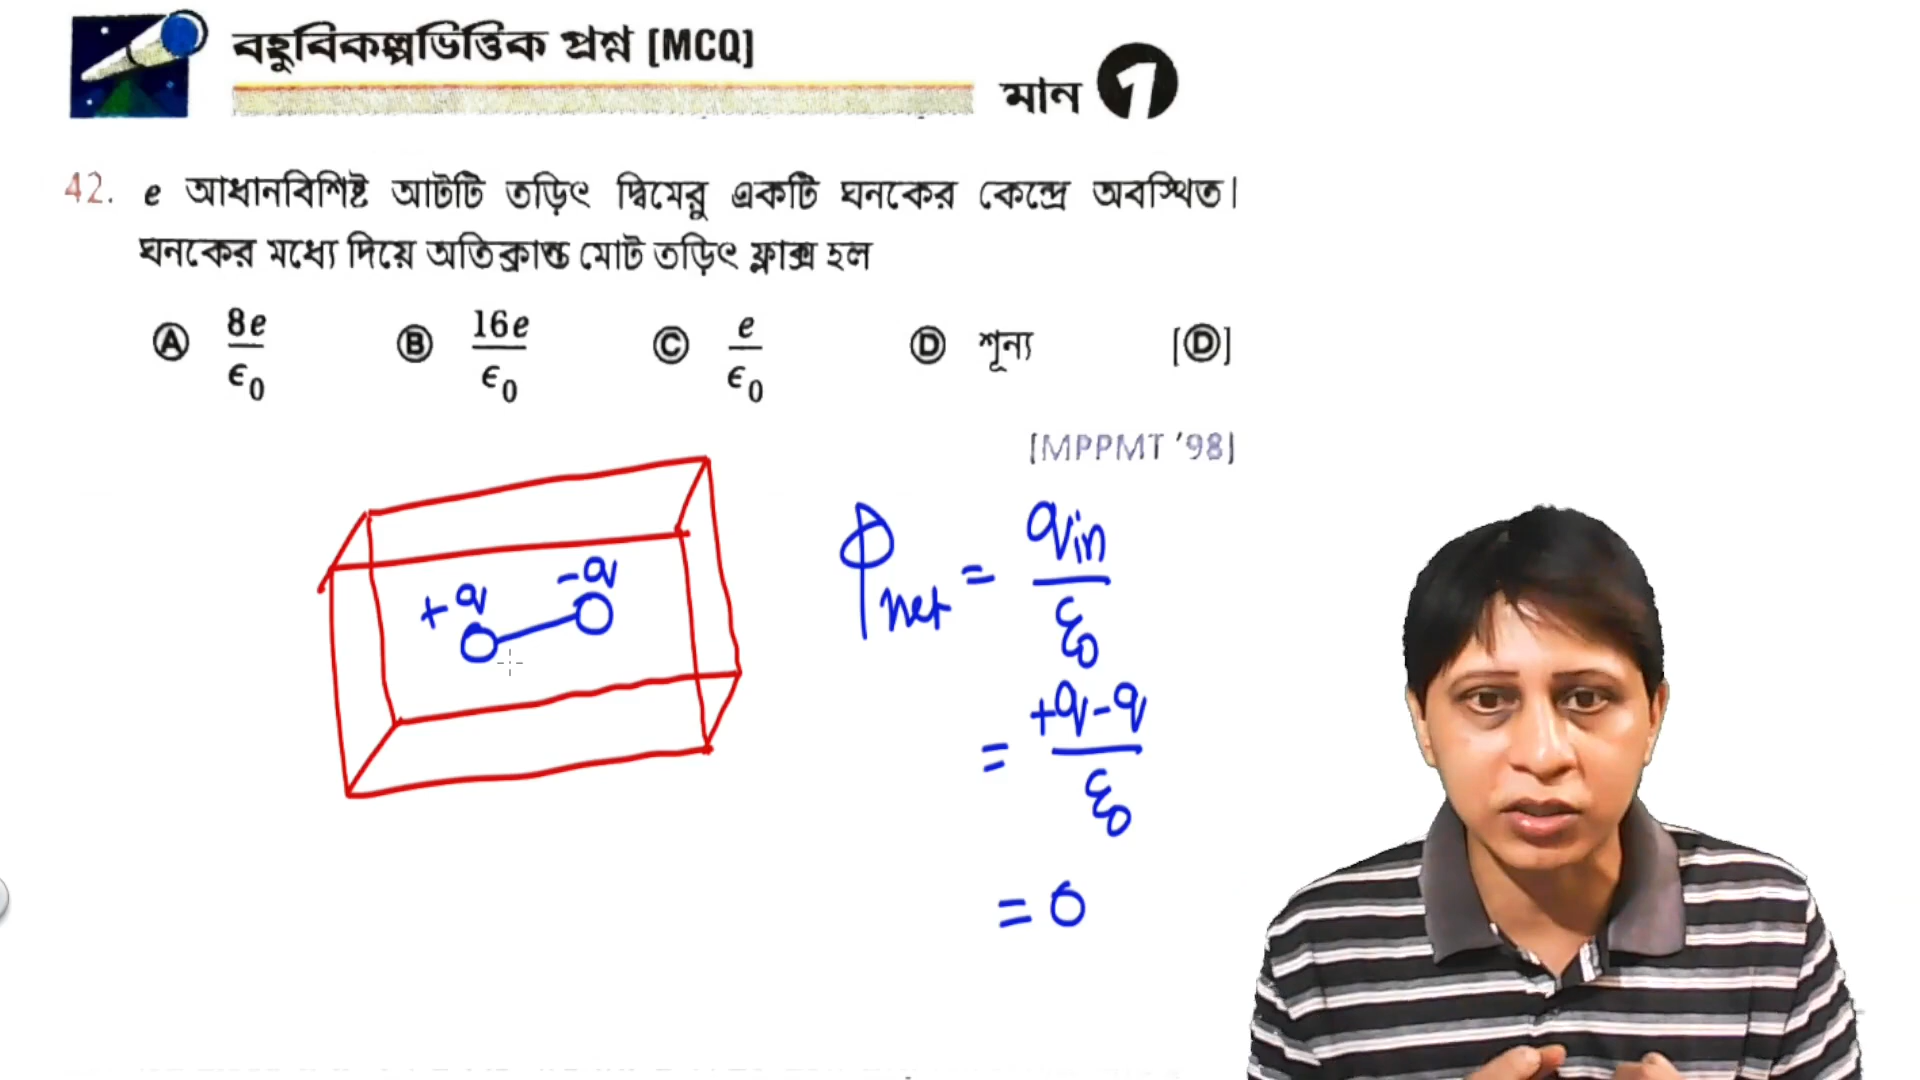 বহুবিকল্পভিত্তিক প্রশ্ন [MCQ]
মান 1
42. e আধানবিশিষ্ট আটটি তড়িৎ দ্বিমেরু একটি ঘনকের কেন্দ্রে অবস্থিত।
ঘনকের মধ্যে দিয়ে অতিক্রান্ত মোট তড়িৎ ফ্লাক্স হল
Ⓐ 8e/ϵ₀ Ⓑ 16e/ϵ₀ Ⓒ e/ϵ₀ Ⓓ শূন্য [Ⓓ]
[MPPMT '98]
+q -q
ϕnet = qin/ε₀
= +q-q/ε₀
= 0